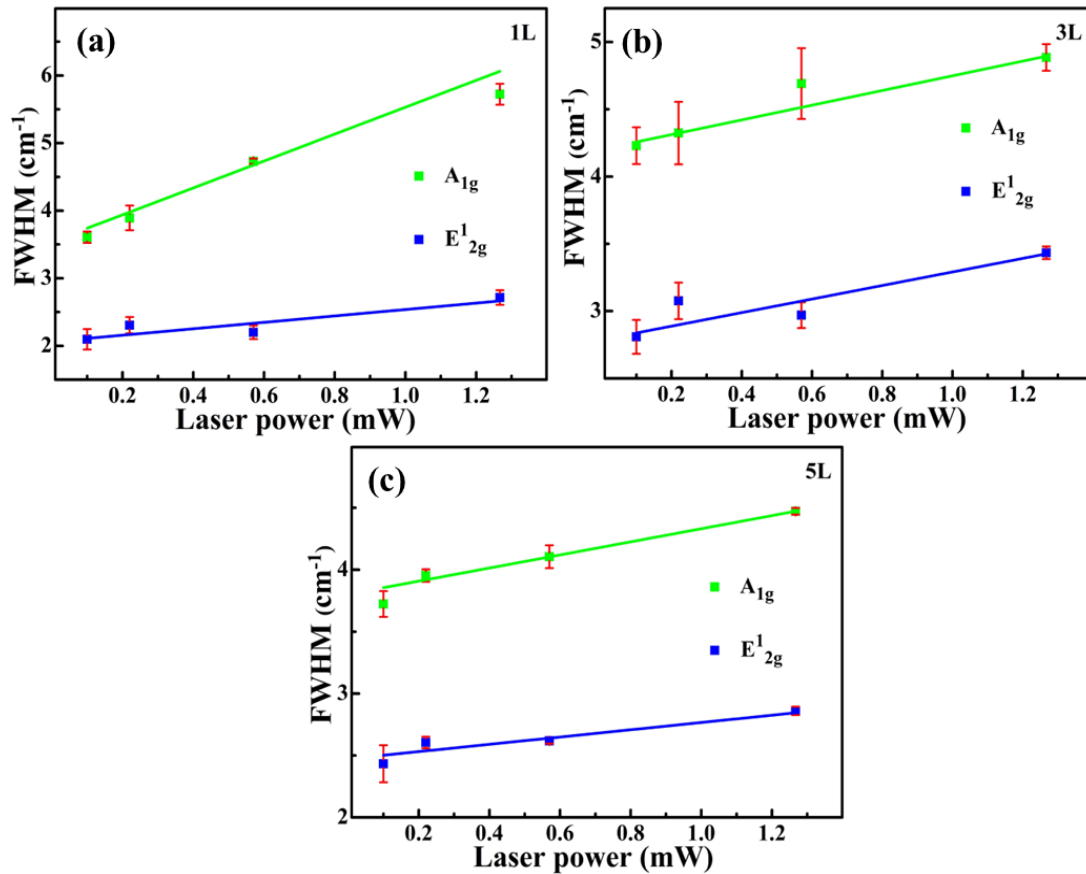 (a)
1L
FWHM (cm⁻¹)
6
5
4
3
2
A₁g
E¹₂g
0.2 0.4 0.6 0.8 1.0 1.2
Laser power (mW)
(b)
3L
FWHM (cm⁻¹)
5
4
3
A₁g
E¹₂g
0.2 0.4 0.6 0.8 1.0 1.2
Laser power (mW)
(c)
5L
FWHM (cm⁻¹)
4
3
2
A₁g
E¹₂g
0.2 0.4 0.6 0.8 1.0 1.2
Laser power (mW)